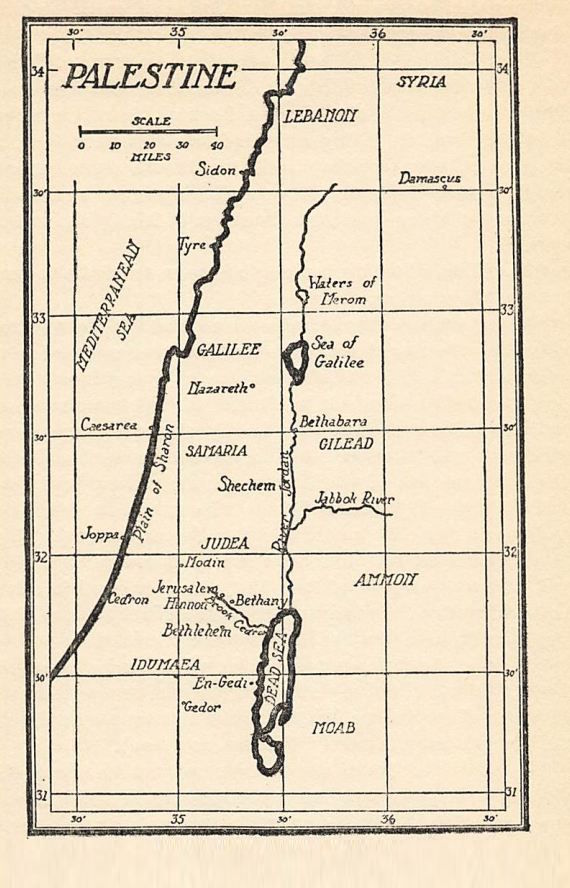 30' 35 30' 36 30'
34 34
PALESTINE
SYRIA
SCALE
0 10 20 30 40
MILES
LEBANON
Sidon
Damascus
30' 30'
Tyre
MEDITERRANEAN
SEA
Waters of
Merom
33 33
GALILEE
Sea of
Galilee
Nazareth
Caesarea
Bethabara
30' 30'
GILEAD
Plain of Sharon
SAMARIA
Shechem
River Jordan
Jabbok River
Joppa
JUDEA
32 32
Modin
AMMON
Jerusalem
Cedron
Hinnom
Bethany
Brook Cedron
Bethlehem
IDUMAEA
30' 30'
DEAD SEA
En-Gedi
Gedor
MOAB
31 31
30' 35 30' 36 30'